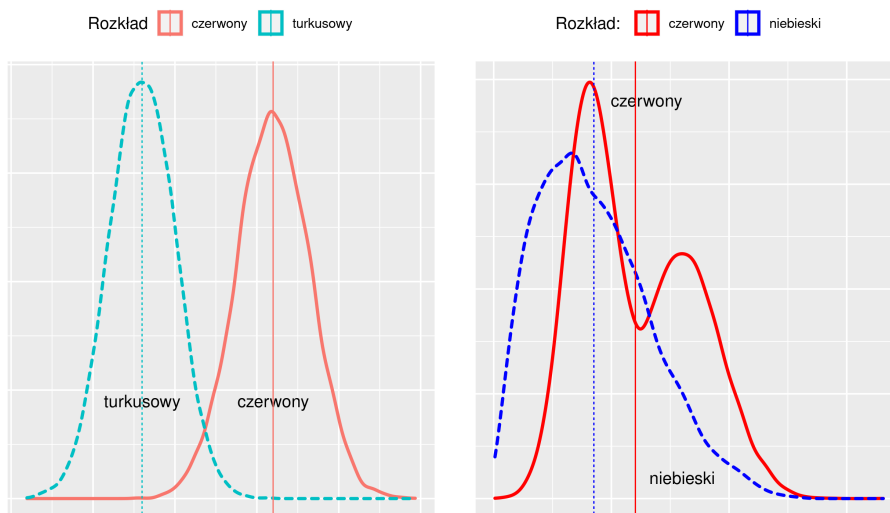 Rozkład czerwony turkusowy
turkusowy czerwony
Rozkład: czerwony niebieski
czerwony
niebieski